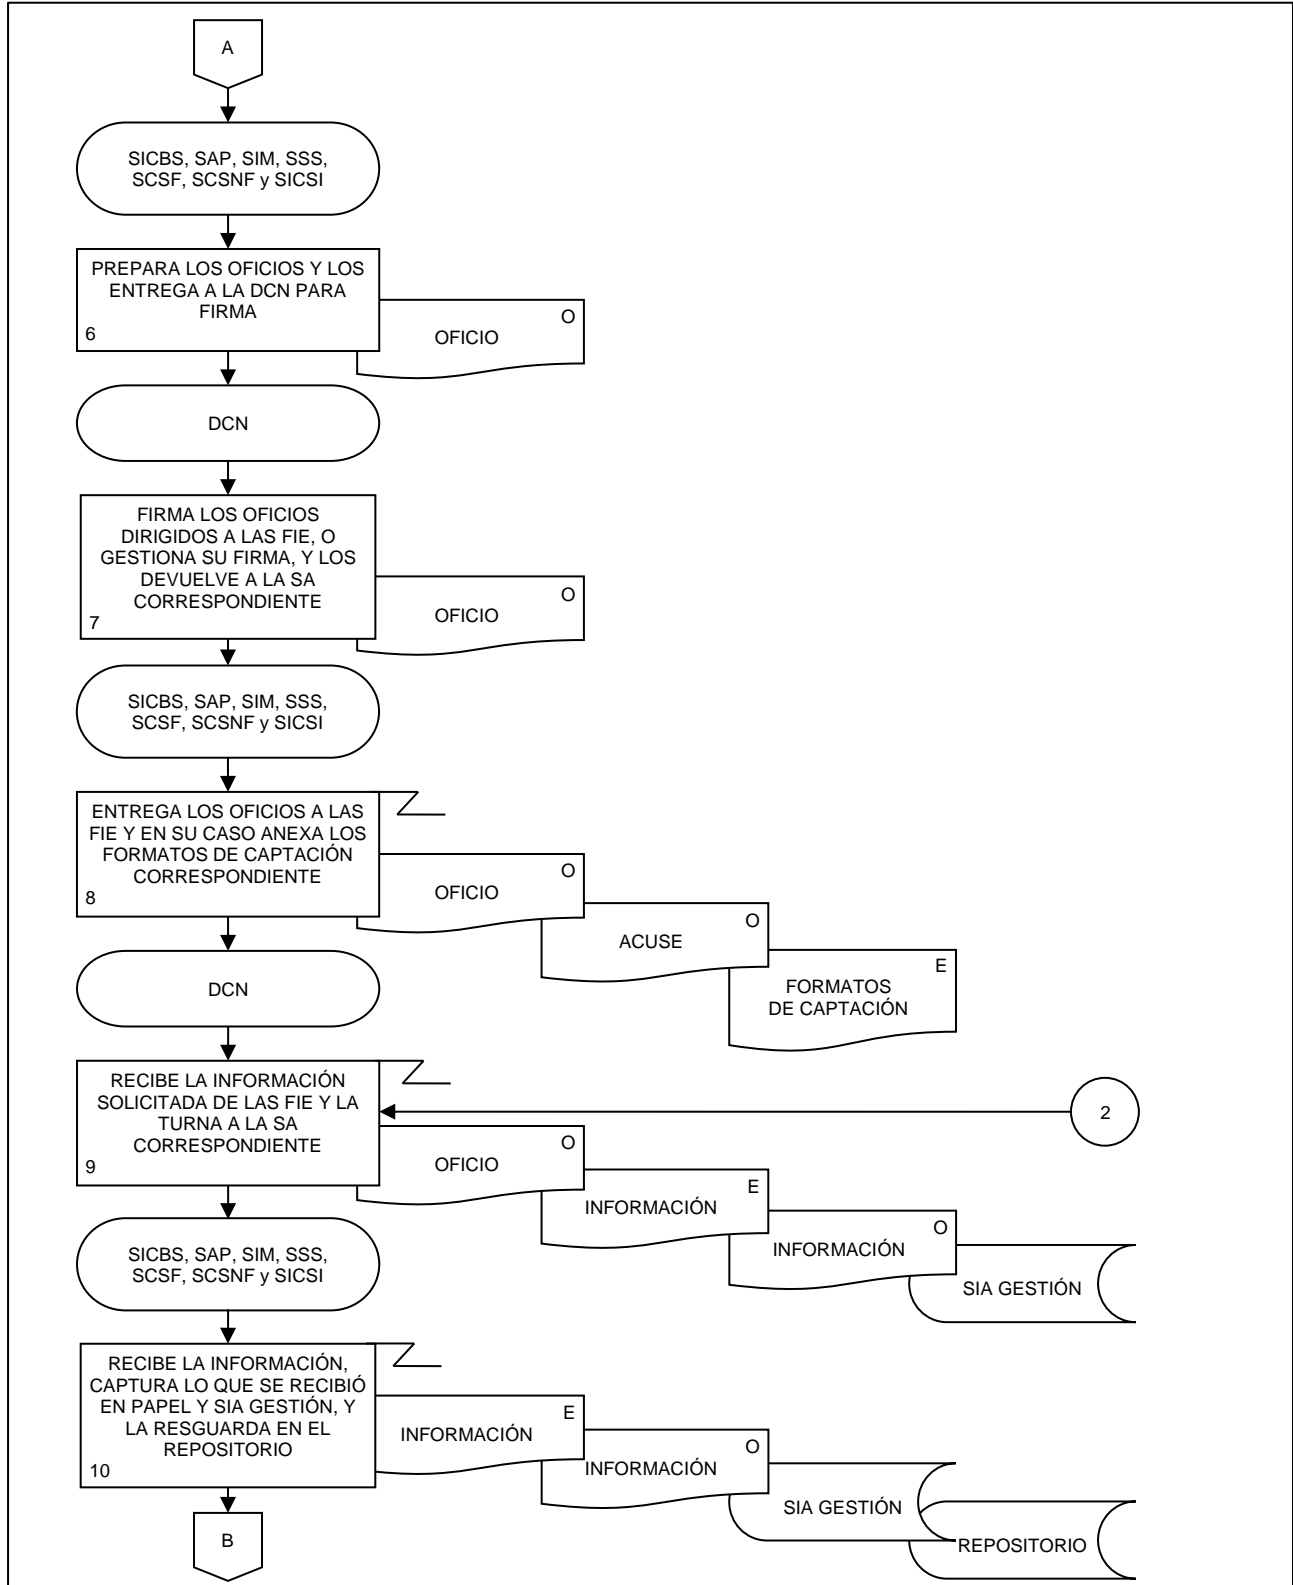 A
SICBS, SAP, SIM, SSS,
SCSF, SCSNF y SICSI
PREPARA LOS OFICIOS Y LOS
ENTREGA A LA DCN PARA
FIRMA
6
O
OFICIO
DCN
FIRMA LOS OFICIOS
DIRIGIDOS A LAS FIE, O
GESTIONA SU FIRMA, Y LOS
DEVUELVE A LA SA
CORRESPONDIENTE
7
O
OFICIO
SICBS, SAP, SIM, SSS,
SCSF, SCSNF y SICSI
ENTREGA LOS OFICIOS A LAS
FIE Y EN SU CASO ANEXA LOS
FORMATOS DE CAPTACIÓN
CORRESPONDIENTE
8
O
OFICIO
O
ACUSE
E
FORMATOS
DE CAPTACIÓN
DCN
RECIBE LA INFORMACIÓN
SOLICITADA DE LAS FIE Y LA
TURNA A LA SA
CORRESPONDIENTE
9
2
O
OFICIO
E
INFORMACIÓN
O
INFORMACIÓN
SIA GESTIÓN
SICBS, SAP, SIM, SSS,
SCSF, SCSNF y SICSI
RECIBE LA INFORMACIÓN,
CAPTURA LO QUE SE RECIBIÓ
EN PAPEL Y SIA GESTIÓN, Y
LA RESGUARDA EN EL
REPOSITORIO
10
E
INFORMACIÓN
O
INFORMACIÓN
SIA GESTIÓN
REPOSITORIO
B